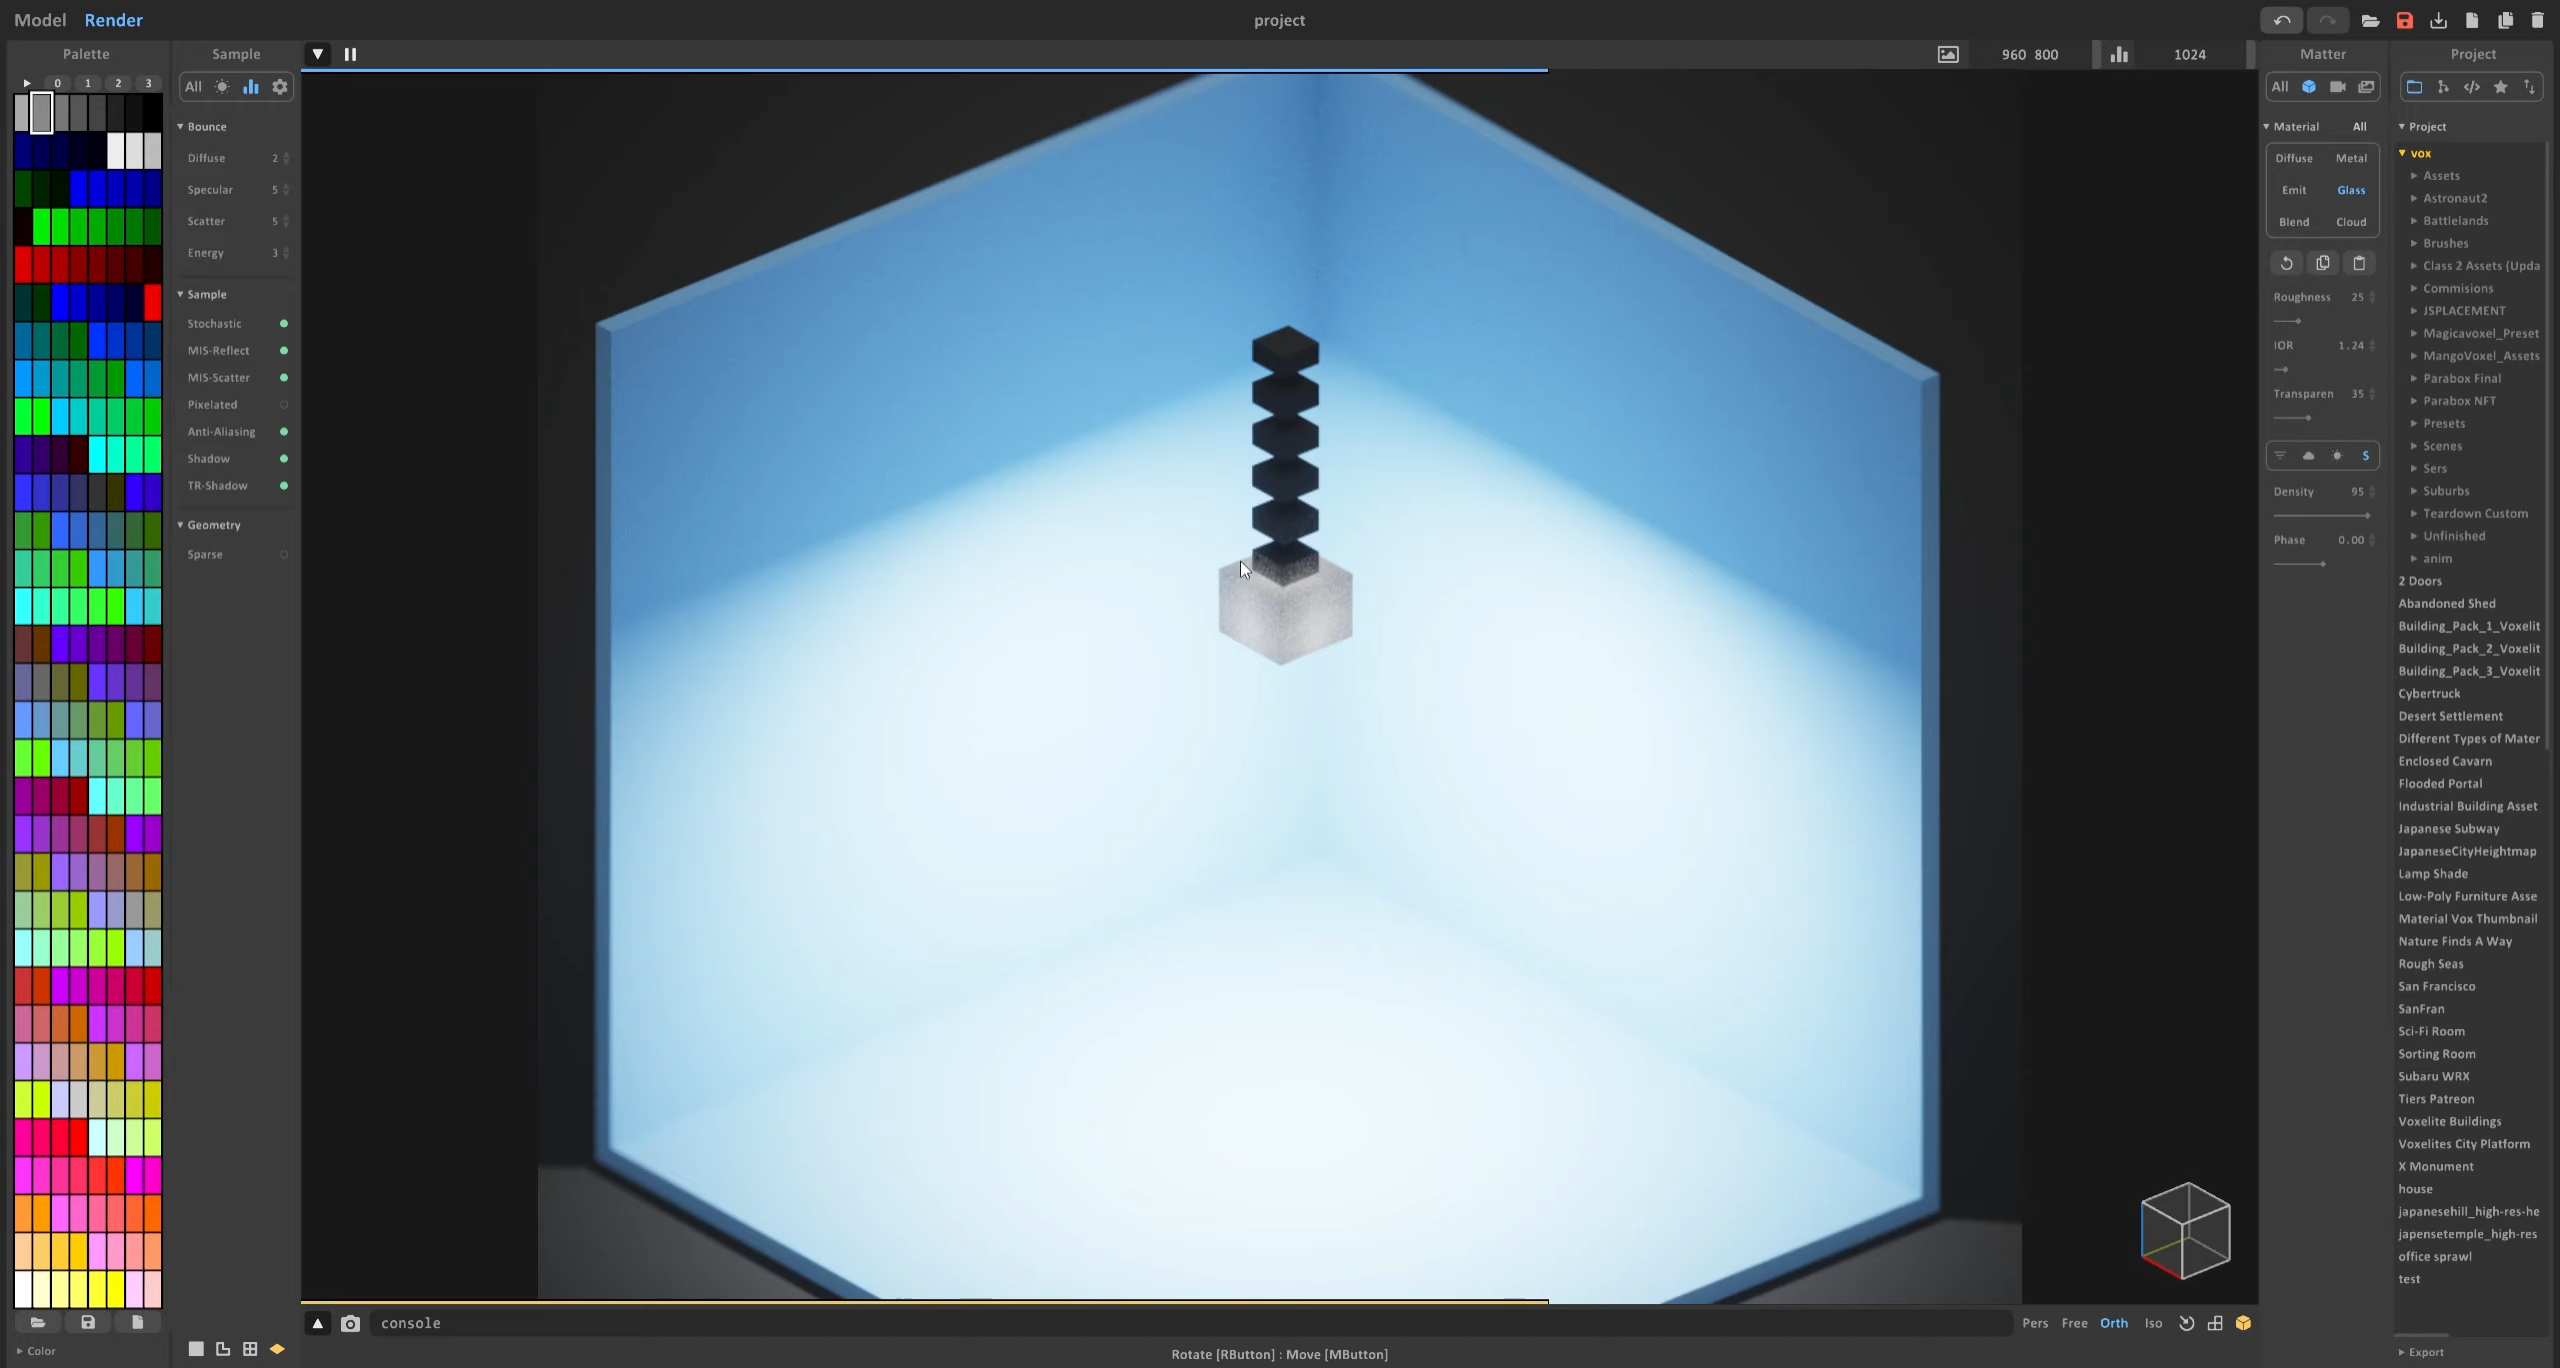 Model Render
project
Palette
Sample
960 800
1024
Matter
Project
0 1 2 3
All
Bounce
Diffuse 2
Specular 5
Scatter 5
Energy 3
Sample
Stochastic
MIS-Reflect
MIS-Scatter
Pixelated
Anti-Aliasing
Shadow
TR-Shadow
Geometry
Sparse
Color
console
Pers Free Orth Iso
Rotate [RButton] : Move [MButton]
All
Material All
Diffuse Metal
Emit Glass
Blend Cloud
Roughness 25
IOR 1.24
Transparen 35
S
Density 95
Phase 0.00
Project
vox
Assets
Astronaut2
Battlelands
Brushes
Class 2 Assets (Upda
Commisions
JSPLACEMENT
Magicavoxel_Preset
MangoVoxel_Assets
Parabox Final
Parabox NFT
Presets
Scenes
Sers
Suburbs
Teardown Custom
Unfinished
anim
2 Doors
Abandoned Shed
Building_Pack_1_Voxelit
Building_Pack_2_Voxelit
Building_Pack_3_Voxelit
Cybertruck
Desert Settlement
Different Types of Mater
Enclosed Cavarn
Flooded Portal
Industrial Building Asset
Japanese Subway
JapaneseCityHeightmap
Lamp Shade
Low-Poly Furniture Asse
Material Vox Thumbnail
Nature Finds A Way
Rough Seas
San Francisco
SanFran
Sci-Fi Room
Sorting Room
Subaru WRX
Tiers Patreon
Voxelite Buildings
Voxelites City Platform
X Monument
house
japanesehill_high-res-he
japensetemple_high-res
office sprawl
test
Export